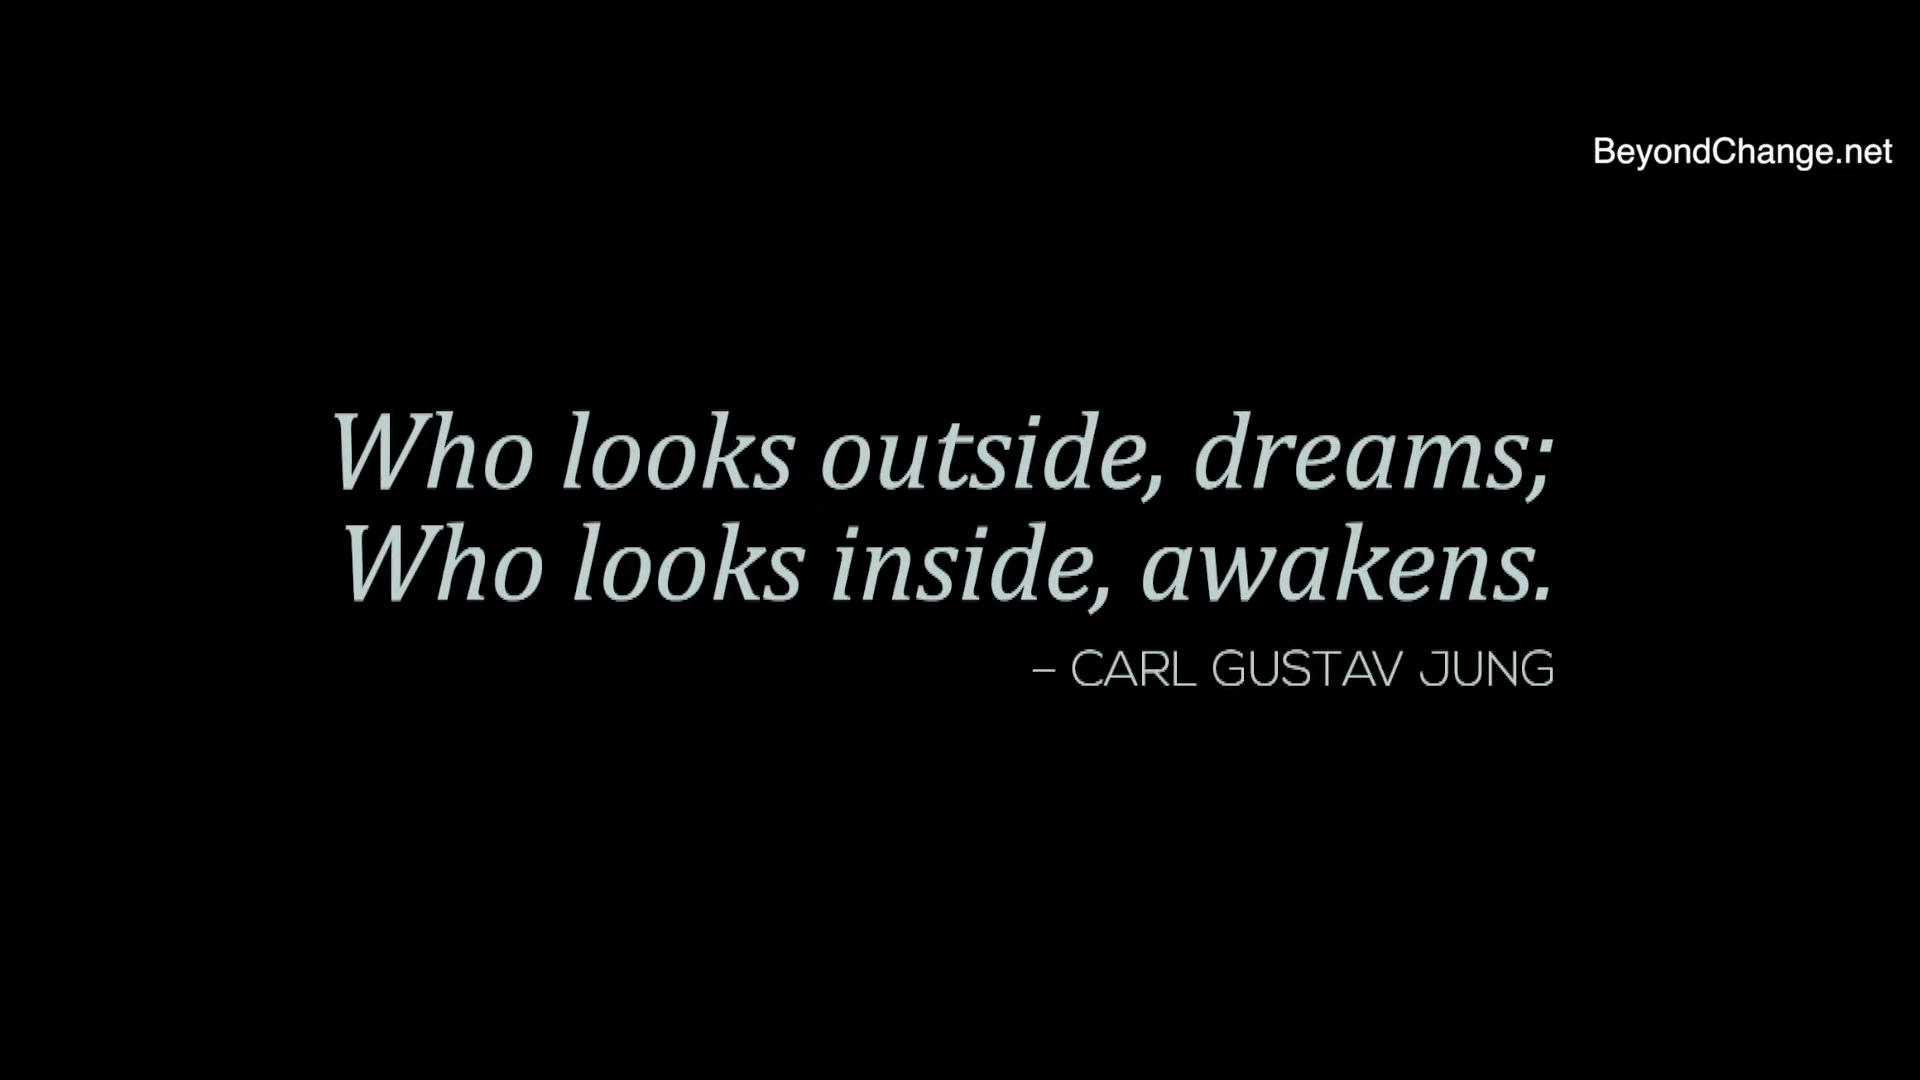 BeyondChange.net
Who looks outside, dreams;
Who looks inside, awakens.
– CARL GUSTAV JUNG